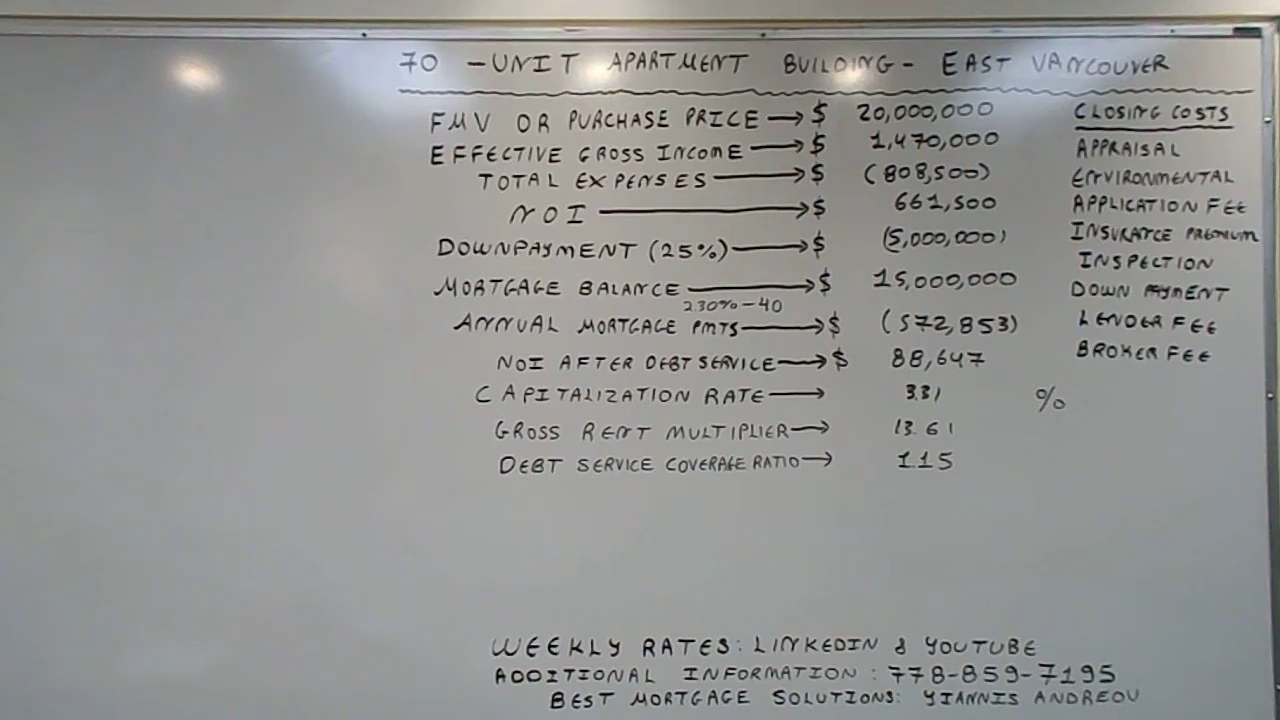 70 - UNIT APARTMENT BUILDING - EAST VANCOUVER
FMV OR PURCHASE PRICE → $ 20,000,000
EFFECTIVE GROSS INCOME → $ 1,470,000
TOTAL EXPENSES → $ (808,500)
NOI → $ 661,500
DOWNPAYMENT (25%) → $ (5,000,000)
MORTGAGE BALANCE → $ 15,000,000
2.30% - 40
ANNUAL MORTGAGE PMTS → $ (572,853)
NOI AFTER DEBT SERVICE → $ 88,647
CAPITALIZATION RATE → 3.31 %
GROSS RENT MULTIPLIER → 13.61
DEBT SERVICE COVERAGE RATIO → 1.15
CLOSING COSTS
APPRAISAL
ENVIRONMENTAL
APPLICATION FEE
INSURANCE PREMIUM
INSPECTION
DOWN PAYMENT
LENDER FEE
BROKER FEE
WEEKLY RATES: LINKEDIN & YOUTUBE
ADDITIONAL INFORMATION : 778-859-7195
BEST MORTGAGE SOLUTIONS: YIANNIS ANDREOU